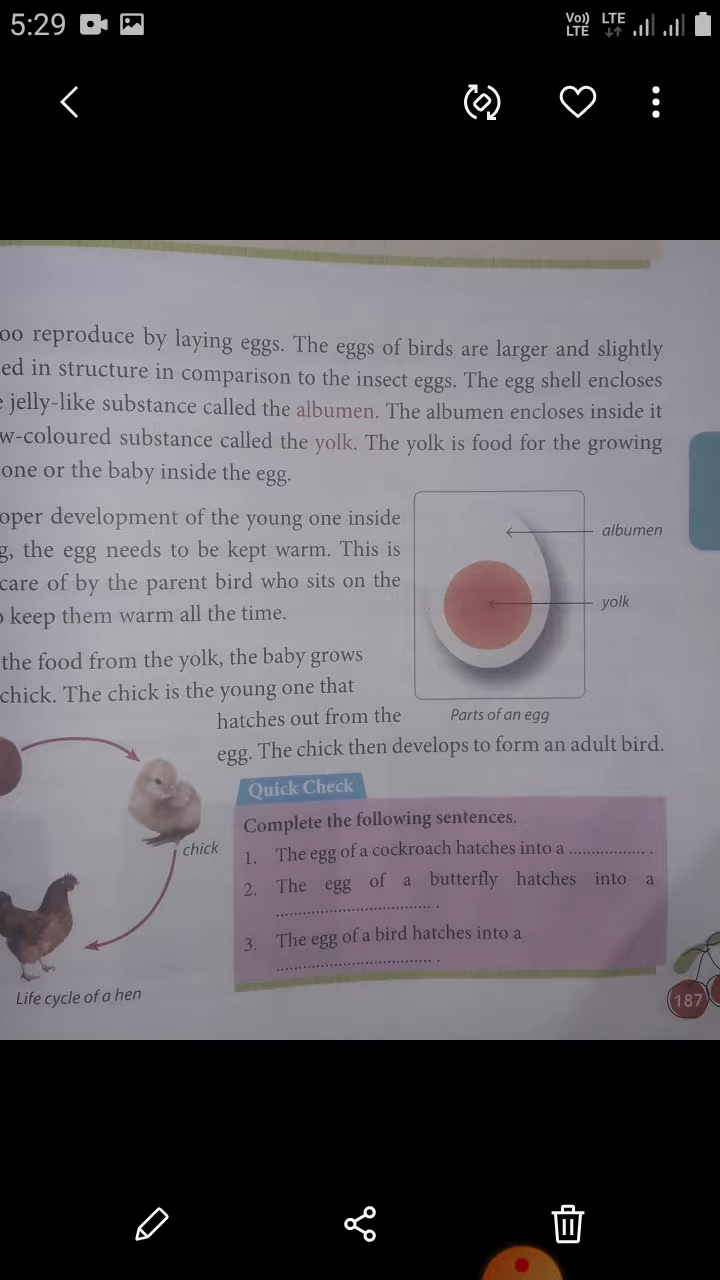 5:29
Vo)) LTE
LTE
oo reproduce by laying eggs. The eggs of birds are larger and slightly
ed in structure in comparison to the insect eggs. The egg shell encloses
e jelly-like substance called the albumen. The albumen encloses inside it
w-coloured substance called the yolk. The yolk is food for the growing
one or the baby inside the egg.
oper development of the young one inside
g, the egg needs to be kept warm. This is
care of by the parent bird who sits on the
o keep them warm all the time.
the food from the yolk, the baby grows
chick. The chick is the young one that
hatches out from the
egg. The chick then develops to form an adult bird.
albumen
yolk
Parts of an egg
chick
Life cycle of a hen
Quick Check
Complete the following sentences.
1. The egg of a cockroach hatches into a ................. .
2. The egg of a butterfly hatches into a
.................................. .
3. The egg of a bird hatches into a
.................................. .
187